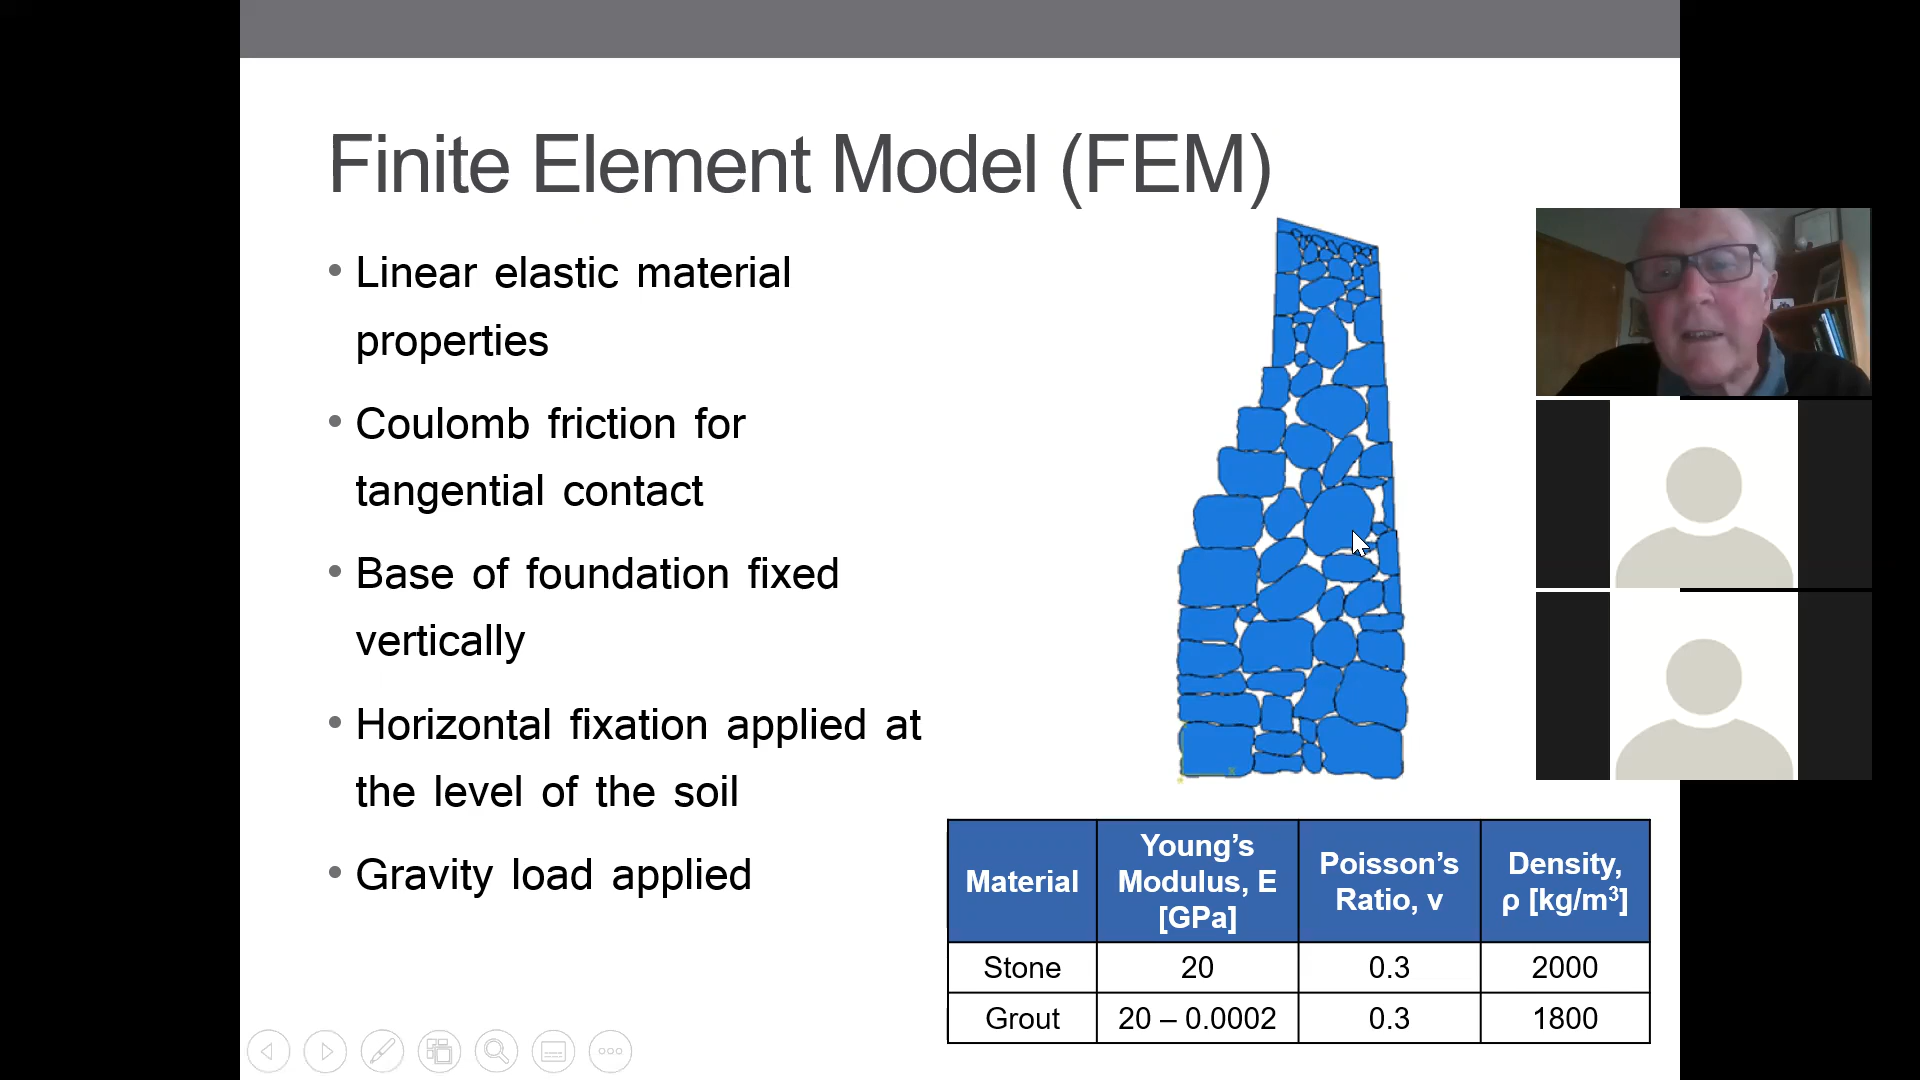 Finite Element Model (FEM)
• Linear elastic material
properties
• Coulomb friction for
tangential contact
• Base of foundation fixed
vertically
• Horizontal fixation applied at
the level of the soil
• Gravity load applied
Material
Young's
Modulus, E
[GPa]
Poisson's
Ratio, ν
Density,
ρ [kg/m³]
Stone 20 0.3 2000
Grout 20 – 0.0002 0.3 1800